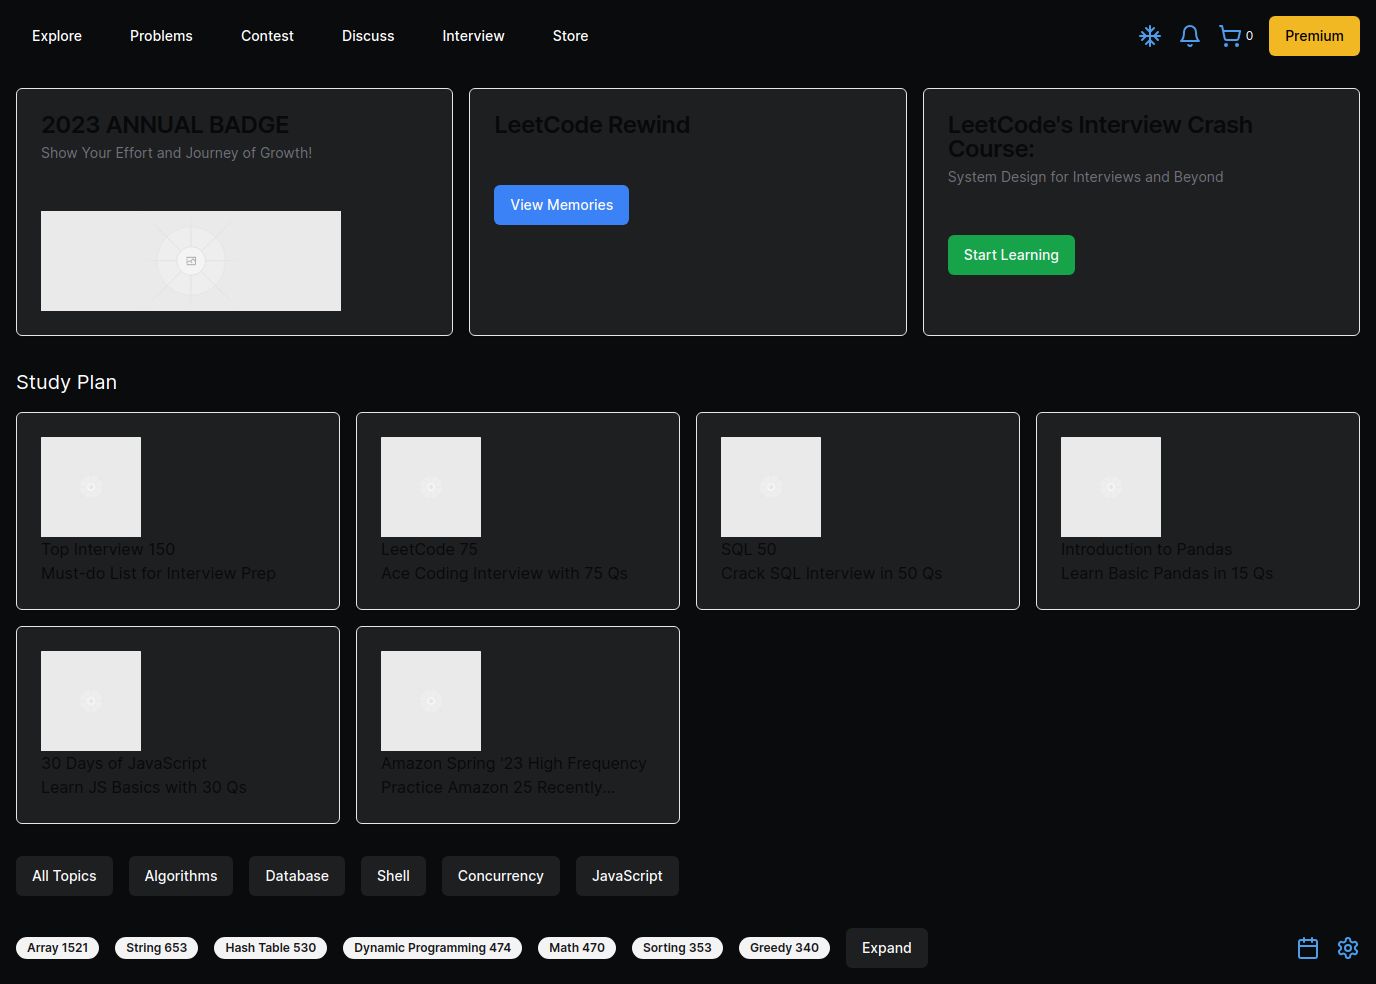 Explore
Problems
Contest
Discuss
Interview
Store
0
Premium
2023 ANNUAL BADGE
Show Your Effort and Journey of Growth!
LeetCode Rewind
View Memories
LeetCode's Interview Crash
Course:
System Design for Interviews and Beyond
Start Learning
Study Plan
Top Interview 150
Must-do List for Interview Prep
LeetCode 75
Ace Coding Interview with 75 Qs
SQL 50
Crack SQL Interview in 50 Qs
Introduction to Pandas
Learn Basic Pandas in 15 Qs
30 Days of JavaScript
Learn JS Basics with 30 Qs
Amazon Spring '23 High Frequency
Practice Amazon 25 Recently...
All Topics
Algorithms
Database
Shell
Concurrency
JavaScript
Array 1521
String 653
Hash Table 530
Dynamic Programming 474
Math 470
Sorting 353
Greedy 340
Expand